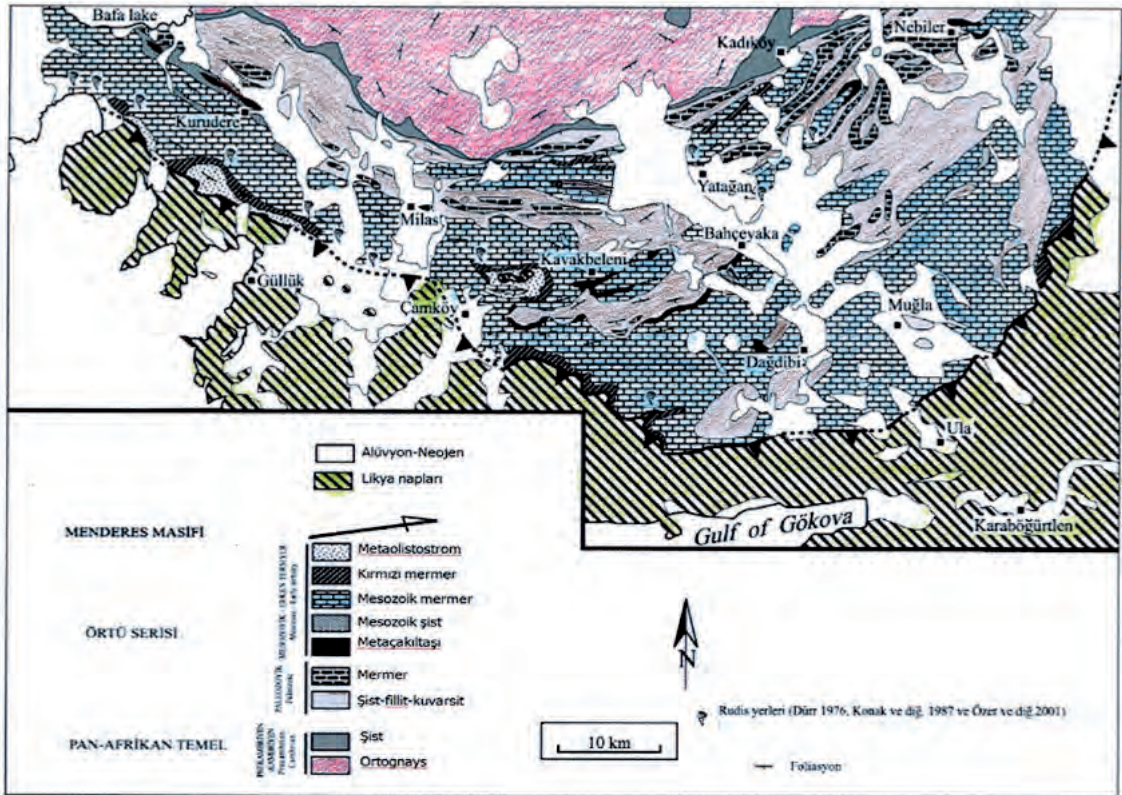 Bafa lake
Nebiler
Kadıköy
Kurudere
Yatağan
Milas
Bahçeyaka
Kavakbeleni
Güllük
Çamköy
Muğla
Dağdibi
Ula
Karaböğürtlen
Gulf of Gökova
Alüvyon-Neojen
Likya napları
MENDERES MASİFİ
Metaolistostrom
Kırmızı mermer
Mesozoik mermer
Mesozoik şist
Metaçakıltaşı
ÖRTÜ SERİSİ
PALEOZOYİK
Mermer
Şist-fillit-kuvarsit
PAN-AFRİKAN TEMEL
Şist
Ortognays
N
10 km
Rudis yerleri (Dürr 1976, Konak ve diğ. 1987 ve Özer ve diğ.2001)
Foliasyon